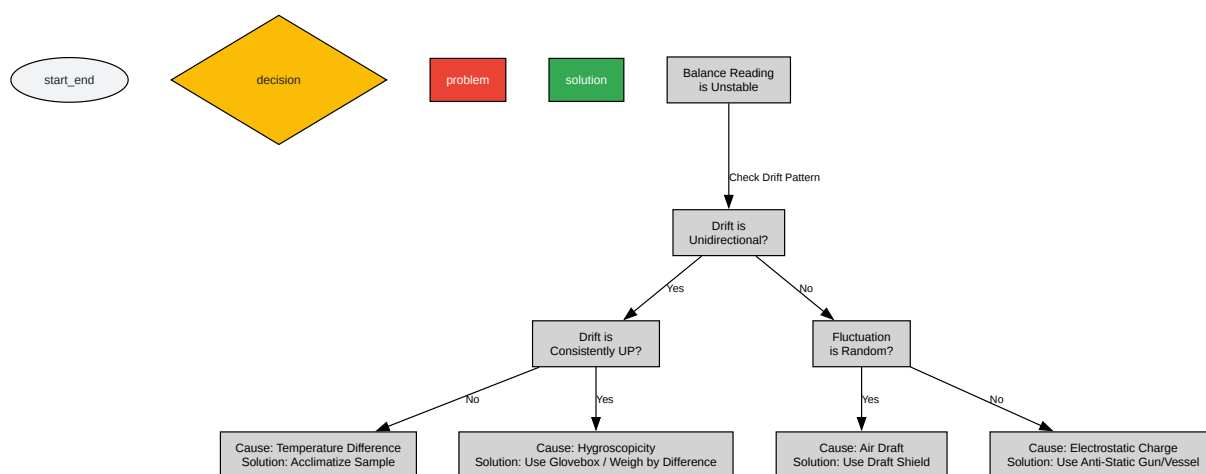 start_end
decision
problem
solution
Balance Reading
is Unstable
Check Drift Pattern
Drift is
Unidirectional?
Yes
No
Drift is
Consistently UP?
Fluctuation
is Random?
No
Yes
Yes
No
Cause: Temperature Difference
Solution: Acclimatize Sample
Cause: Hygroscopicity
Solution: Use Glovebox / Weigh by Difference
Cause: Air Draft
Solution: Use Draft Shield
Cause: Electrostatic Charge
Solution: Use Anti-Static Gun/Vessel